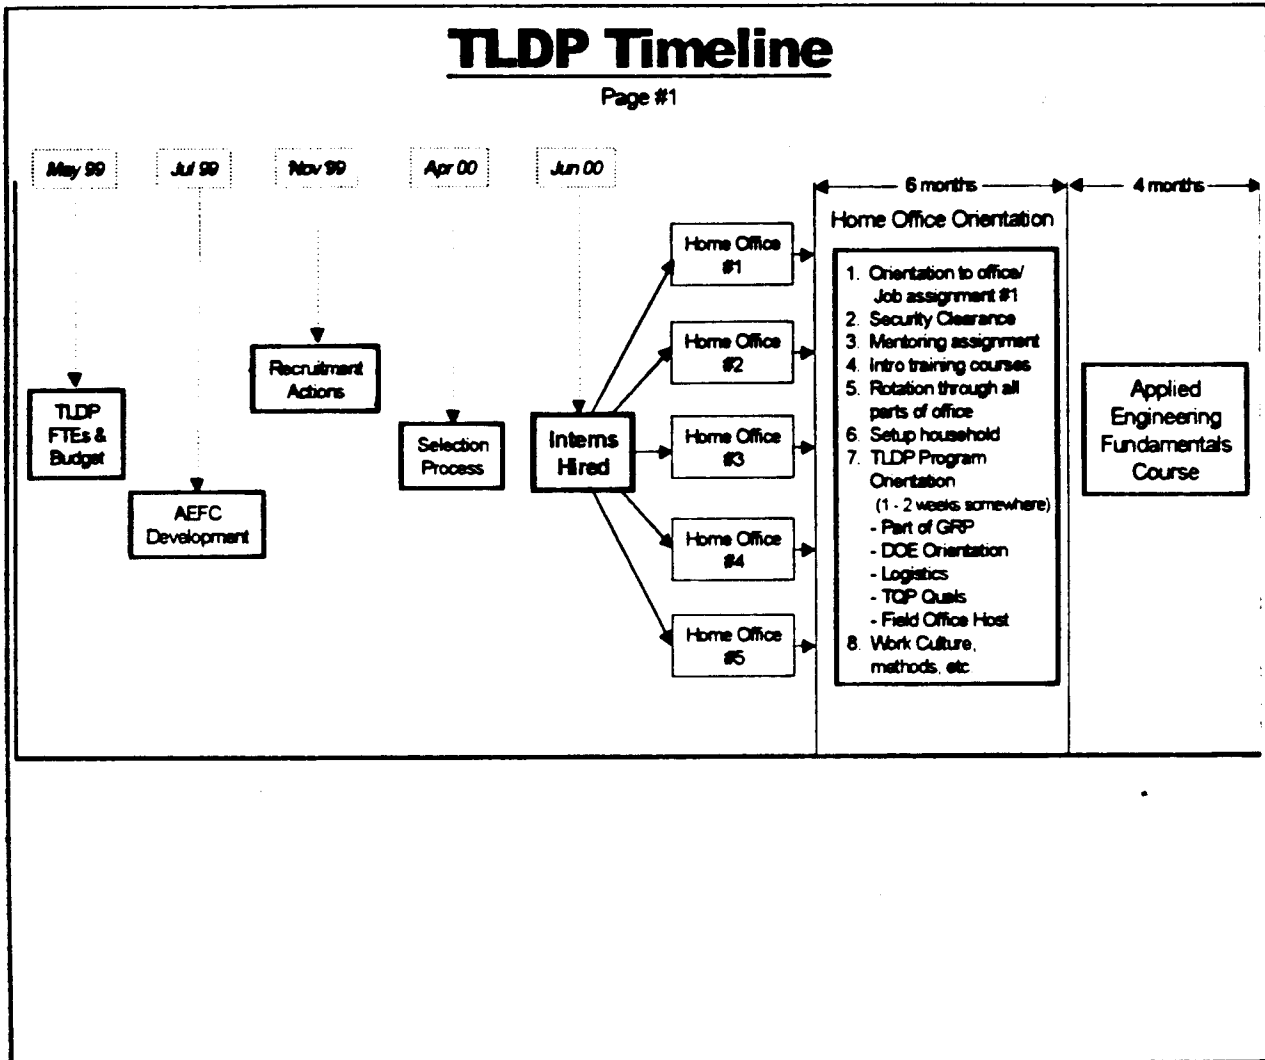 TLDP Timeline
Page #1
May 99
Jul 99
Nov 99
Apr 00
Jun 00
6 months
4 months
Home Office Orientation
TLDP
FTEs &
Budget
AEFC
Development
Recruitment
Actions
Selection
Process
Interns
Hired
Home Office
#1
Home Office
#2
Home Office
#3
Home Office
#4
Home Office
#5
1. Orientation to office/
Job assignment #1
2. Security Clearance
3. Mentoring assignment
4. Intro training courses
5. Rotation through all
parts of office
6. Setup household
7. TLDP Program
Orientation
(1 - 2 weeks somewhere)
- Part of GRP
- DOE Orientation
- Logistics
- TQP Quals
- Field Office Host
8. Work Culture,
methods, etc
Applied
Engineering
Fundamentals
Course